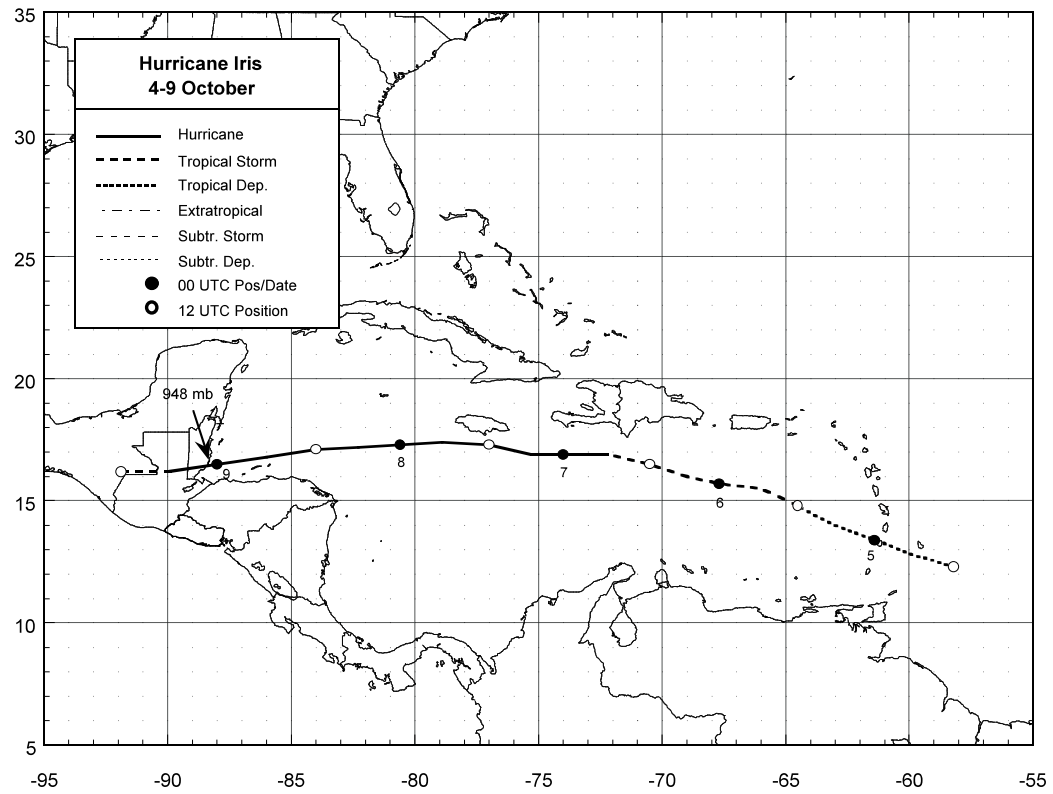 35
Hurricane Iris
4-9 October
Hurricane
Tropical Storm
Tropical Dep.
Extratropical
Subtr. Storm
Subtr. Dep.
00 UTC Pos/Date
12 UTC Position
30
25
20
948 mb
9
8
7
6
5
15
10
5
-95
-90
-85
-80
-75
-70
-65
-60
-55